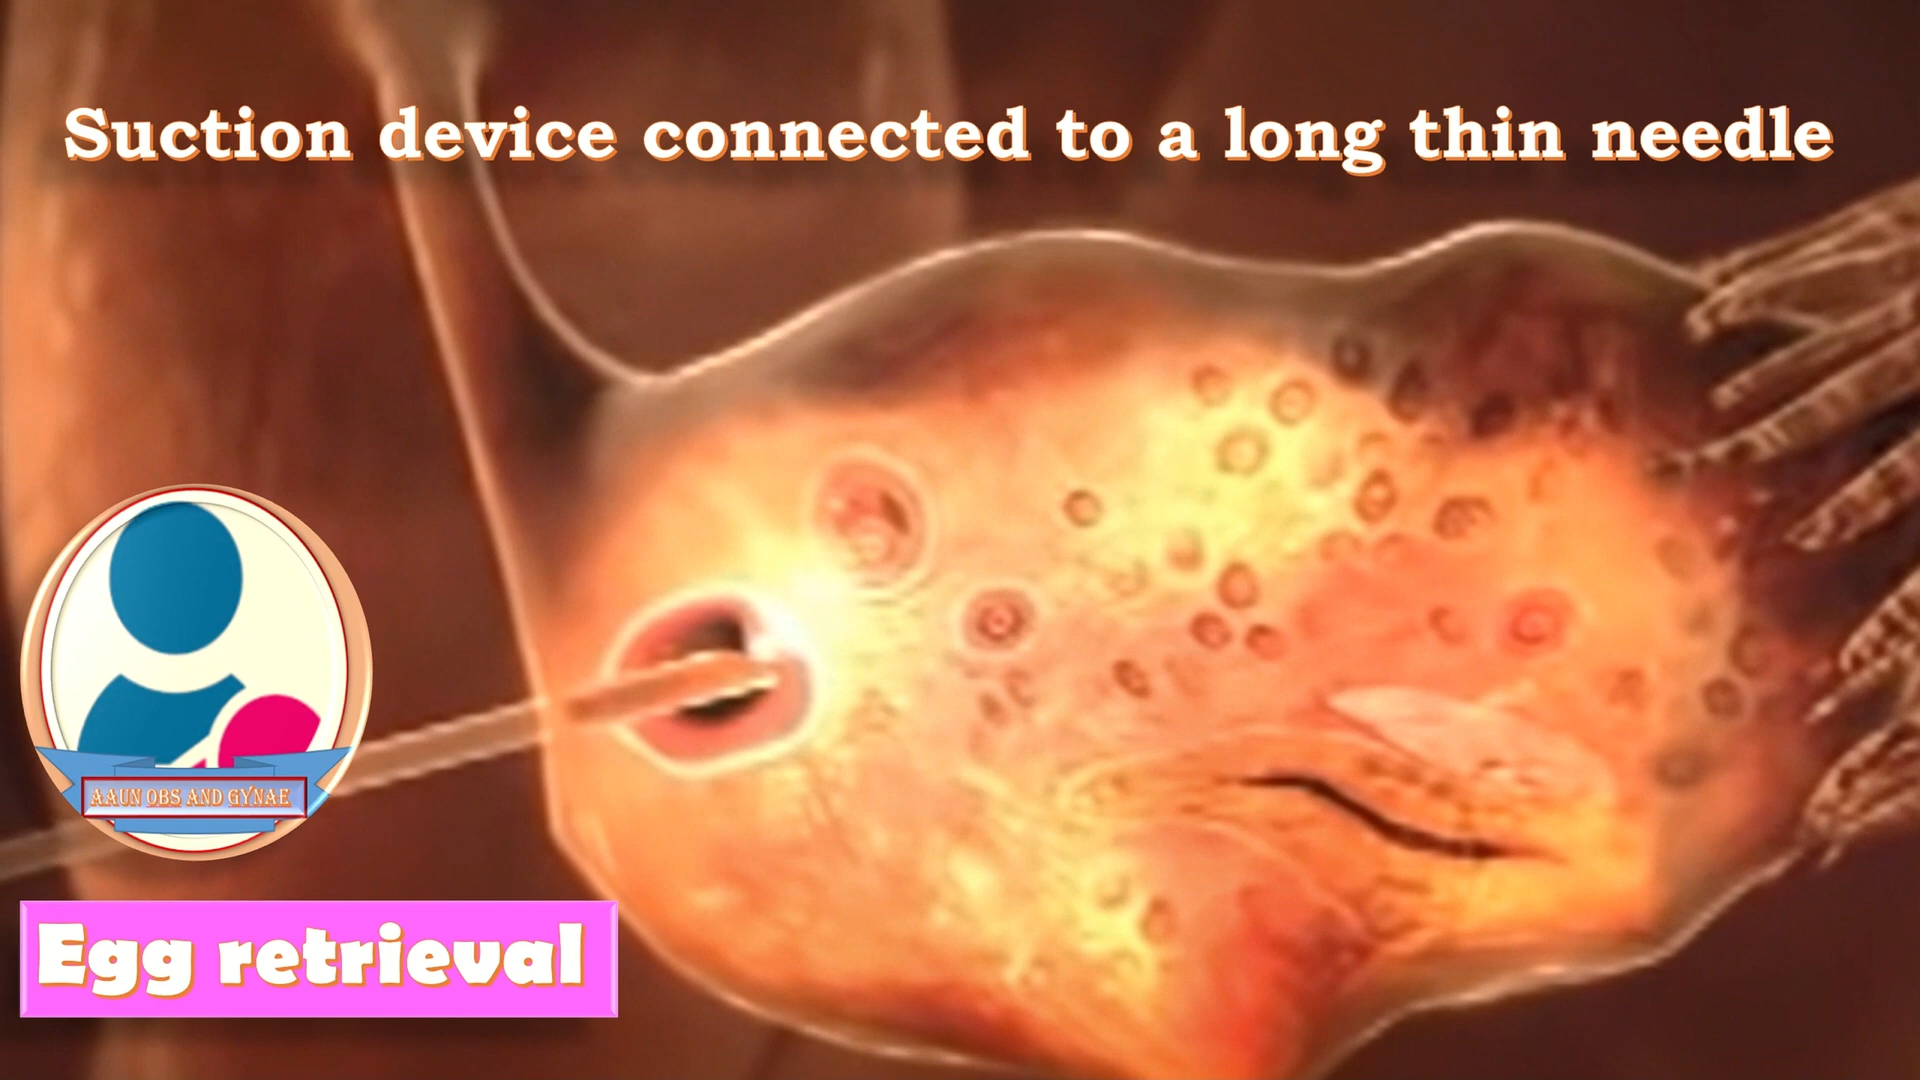 Suction device connected to a long thin needle
AAUN OBS AND GYNAE
Egg retrieval